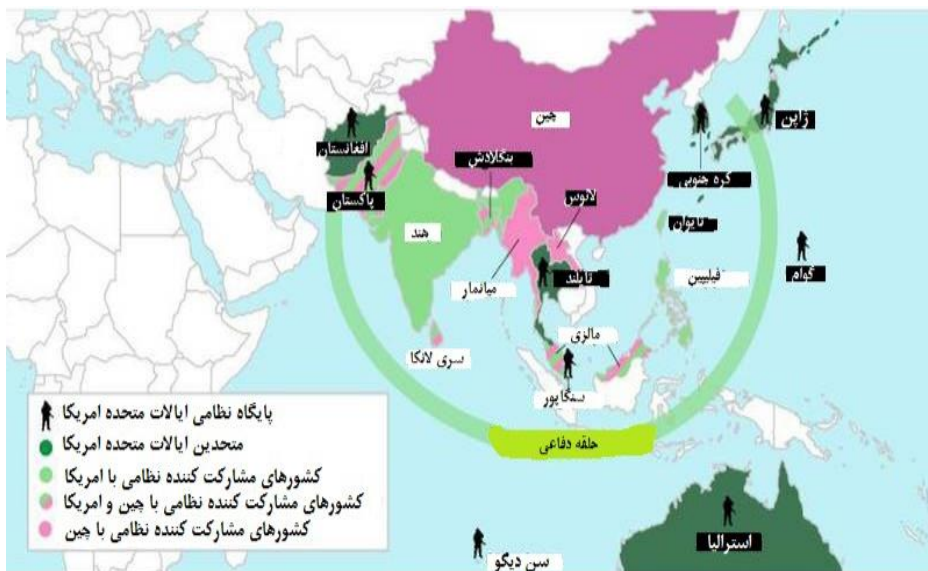 چین
ژاپن
افغانستان
بنگلادش
پاکستان
کره جنوبی
لائوس
تایوان
هند
گوام
فیلیپین
تایلند
میانمار
مالزی
سری لانکا
سنگاپور
حلقه دفاعی
استرالیا
سن دیگو
پایگاه نظامی ایالات متحده امریکا
متحدین ایالات متحده امریکا
کشورهای مشارکت کننده نظامی با امریکا
کشورهای مشارکت کننده نظامی با چین و امریکا
کشورهای مشارکت کننده نظامی با چین